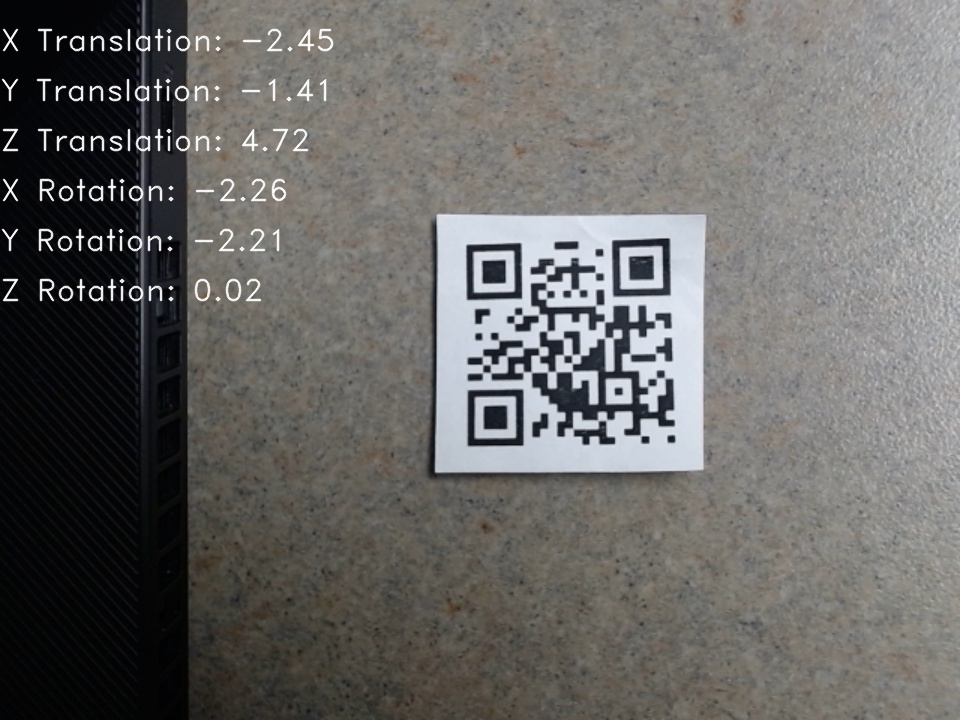 X Translation: -2.45
Y Translation: -1.41
Z Translation: 4.72
X Rotation: -2.26
Y Rotation: -2.21
Z Rotation: 0.02